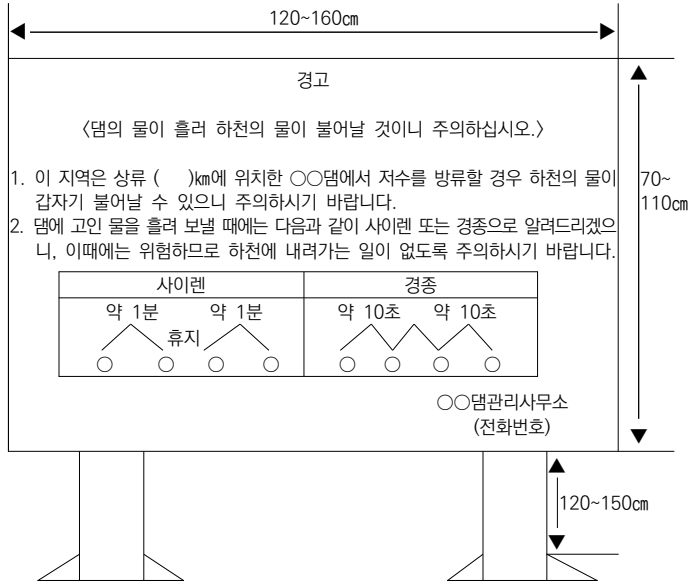 120~160㎝
경고
〈댐의 물이 흘러 하천의 물이 불어날 것이니 주의하십시오.〉
1. 이 지역은 상류 (    )㎞에 위치한 ○○댐에서 저수를 방류할 경우 하천의 물이
갑자기 불어날 수 있으니 주의하시기 바랍니다.
70~
110㎝
2. 댐에 고인 물을 흘려 보낼 때에는 다음과 같이 사이렌 또는 경종으로 알려드리겠으
니, 이때에는 위험하므로 하천에 내려가는 일이 없도록 주의하시기 바랍니다.
사이렌 경종
약 1분 약 1분 약 10초 약 10초
휴지
○ ○ ○ ○ ○ ○ ○ ○
○○댐관리사무소
(전화번호)
120~150㎝